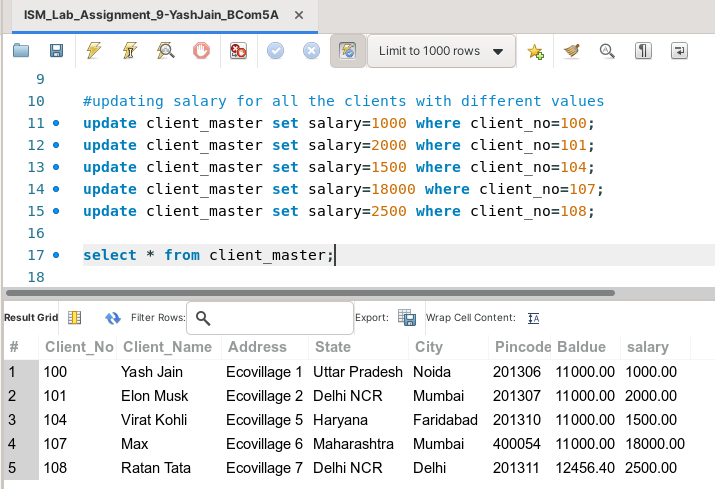 ISM_Lab_Assignment_9-YashJain_BCom5A ×
Limit to 1000 rows
9
10 #updating salary for all the clients with different values
11 update client_master set salary=1000 where client_no=100;
12 update client_master set salary=2000 where client_no=101;
13 update client_master set salary=1500 where client_no=104;
14 update client_master set salary=18000 where client_no=107;
15 update client_master set salary=2500 where client_no=108;
16
17 select * from client_master;
18
Result Grid Filter Rows: Export: Wrap Cell Content: IA
# Client_No Client_Name Address State City Pincode Baldue salary
1 100 Yash Jain Ecovillage 1 Uttar Pradesh Noida 201306 11000.00 1000.00
2 101 Elon Musk Ecovillage 2 Delhi NCR Mumbai 201307 11000.00 2000.00
3 104 Virat Kohli Ecovillage 5 Haryana Faridabad 201310 11000.00 1500.00
4 107 Max Ecovillage 6 Maharashtra Mumbai 400054 11000.00 18000.00
5 108 Ratan Tata Ecovillage 7 Delhi NCR Delhi 201311 12456.40 2500.00